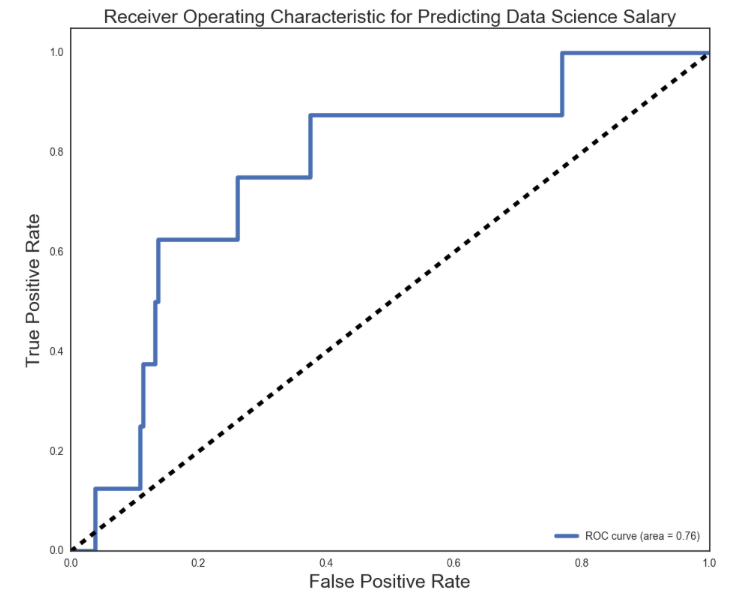 Receiver Operating Characteristic for Predicting Data Science Salary
1.0
0.8
0.6
0.4
0.2
0.0
True Positive Rate
ROC curve (area = 0.76)
0.0 0.2 0.4 0.6 0.8 1.0
False Positive Rate